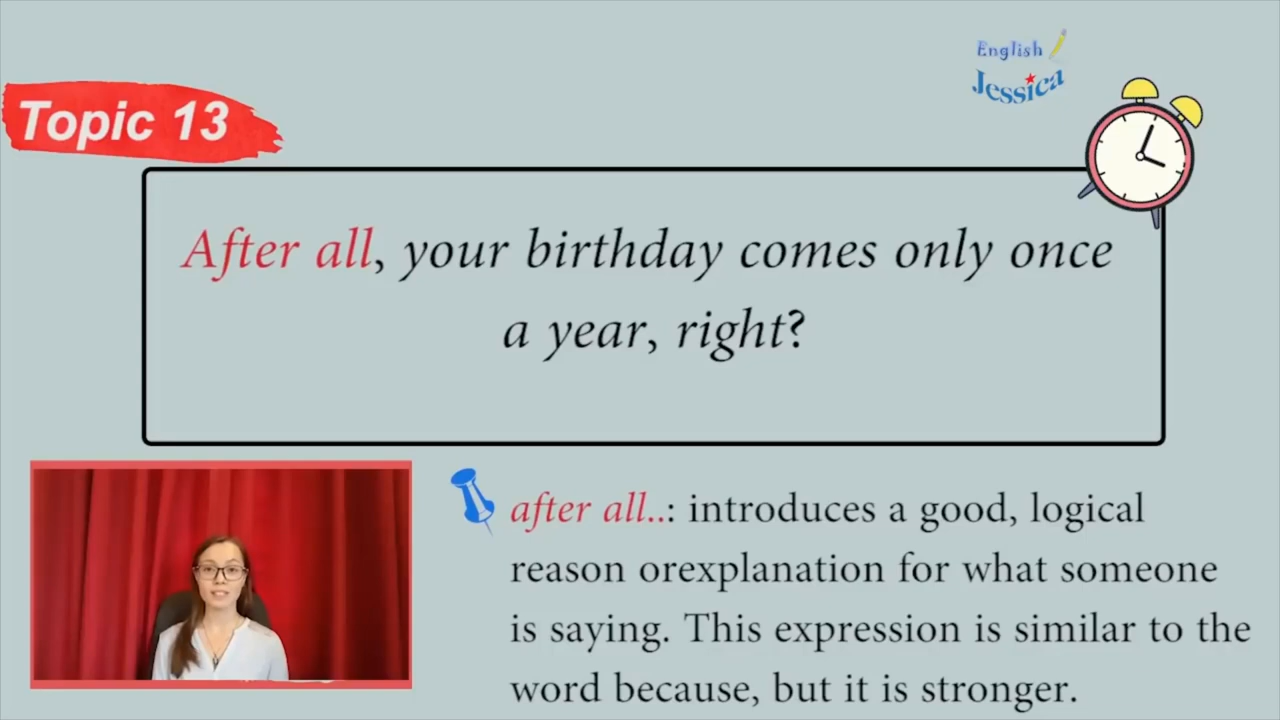 English
Jessica
Topic 13
After all, your birthday comes only once
a year, right?
after all..: introduces a good, logical
reason orexplanation for what someone
is saying. This expression is similar to the
word because, but it is stronger.